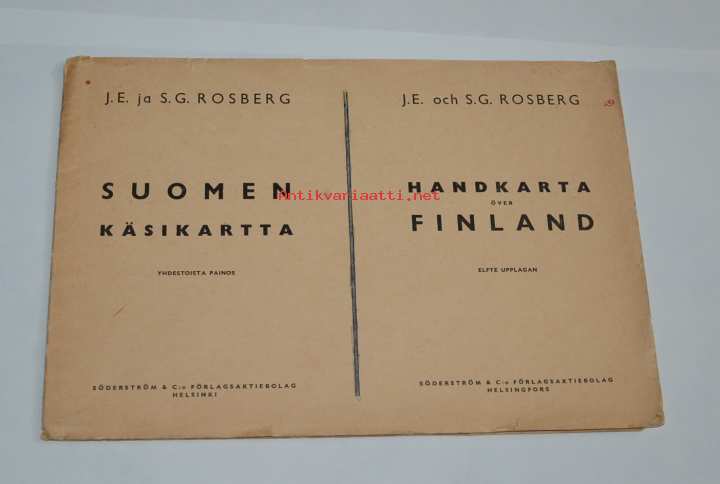 J.E. ja S.G. ROSBERG
SUOMEN
KÄSIKARTTA
YHDESTOISTA PAINOS
SÖDERSTRÖM & C:o FÖRLAGSAKTIEBOLAG
HELSINKI
J.E. och S.G. ROSBERG
HANDKARTA
ÖVER
FINLAND
ELFTE UPPLAGAN
SÖDERSTRÖM & C:o FÖRLAGSAKTIEBOLAG
HELSINGFORS
Antikvariaatti.net